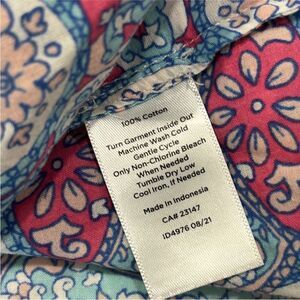 100% Cotton
Turn Garment Inside Out
Machine Wash Cold
Gentle Cycle
Only Non-Chlorine Bleach
When Needed
Tumble Dry Low
Cool Iron, If Needed
Made in Indonesia
CA# 23147
ID4976 08/21